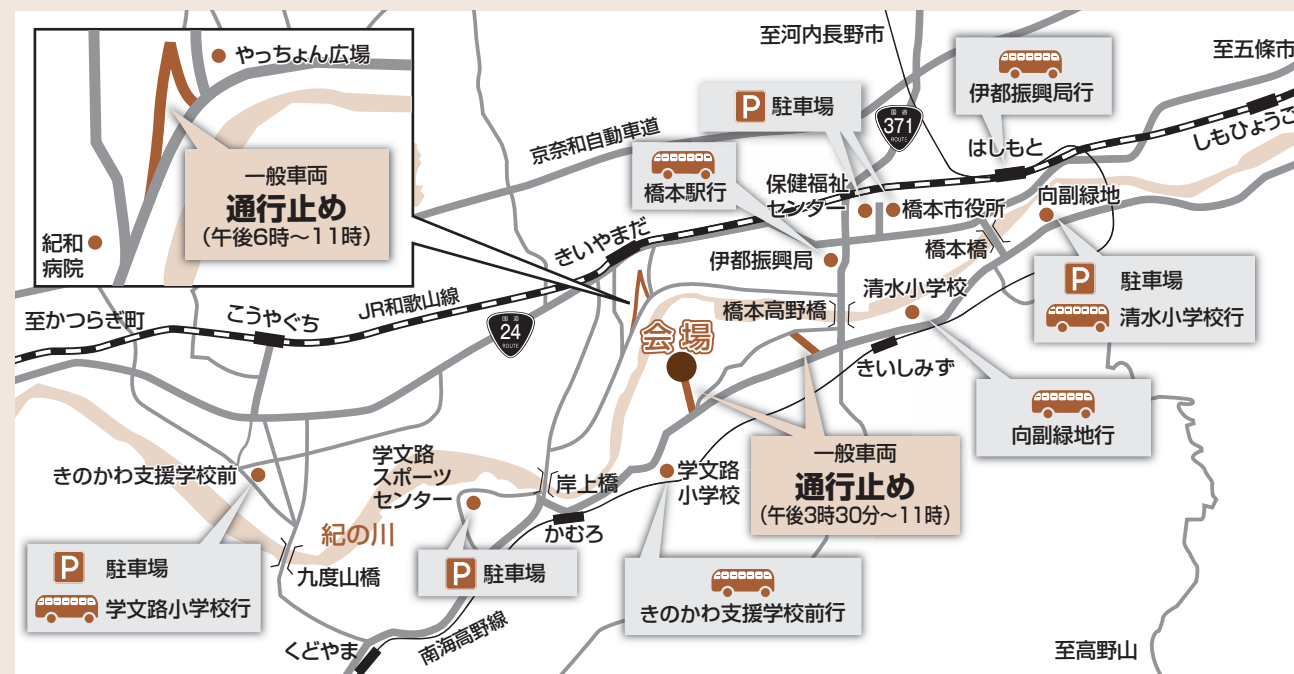 やっちょん広場
一般車両
通行止め
(午後6時~11時)
紀和
病院
至河内長野市
至五條市
伊都振興局行
P 駐車場
国道
371
ROUTE
京奈和自動車道
はしもと
しもひょうご
橋本駅行
保健福祉
センター
橋本市役所
向副緑地
きいやまだ
伊都振興局
橋本橋
P 駐車場
清水小学校行
至かつらぎ町
こうやぐち
JR和歌山線
国道
24
ROUTE
橋本高野橋
清水小学校
会場
きいしみず
向副緑地行
一般車両
通行止め
(午後3時30分~11時)
きのかわ支援学校前
学文路
スポーツ
センター
岸上橋
学文路
小学校
紀の川
かむろ
P 駐車場
学文路小学校行
九度山橋
P 駐車場
きのかわ支援学校前行
くどやま
南海高野線
至高野山